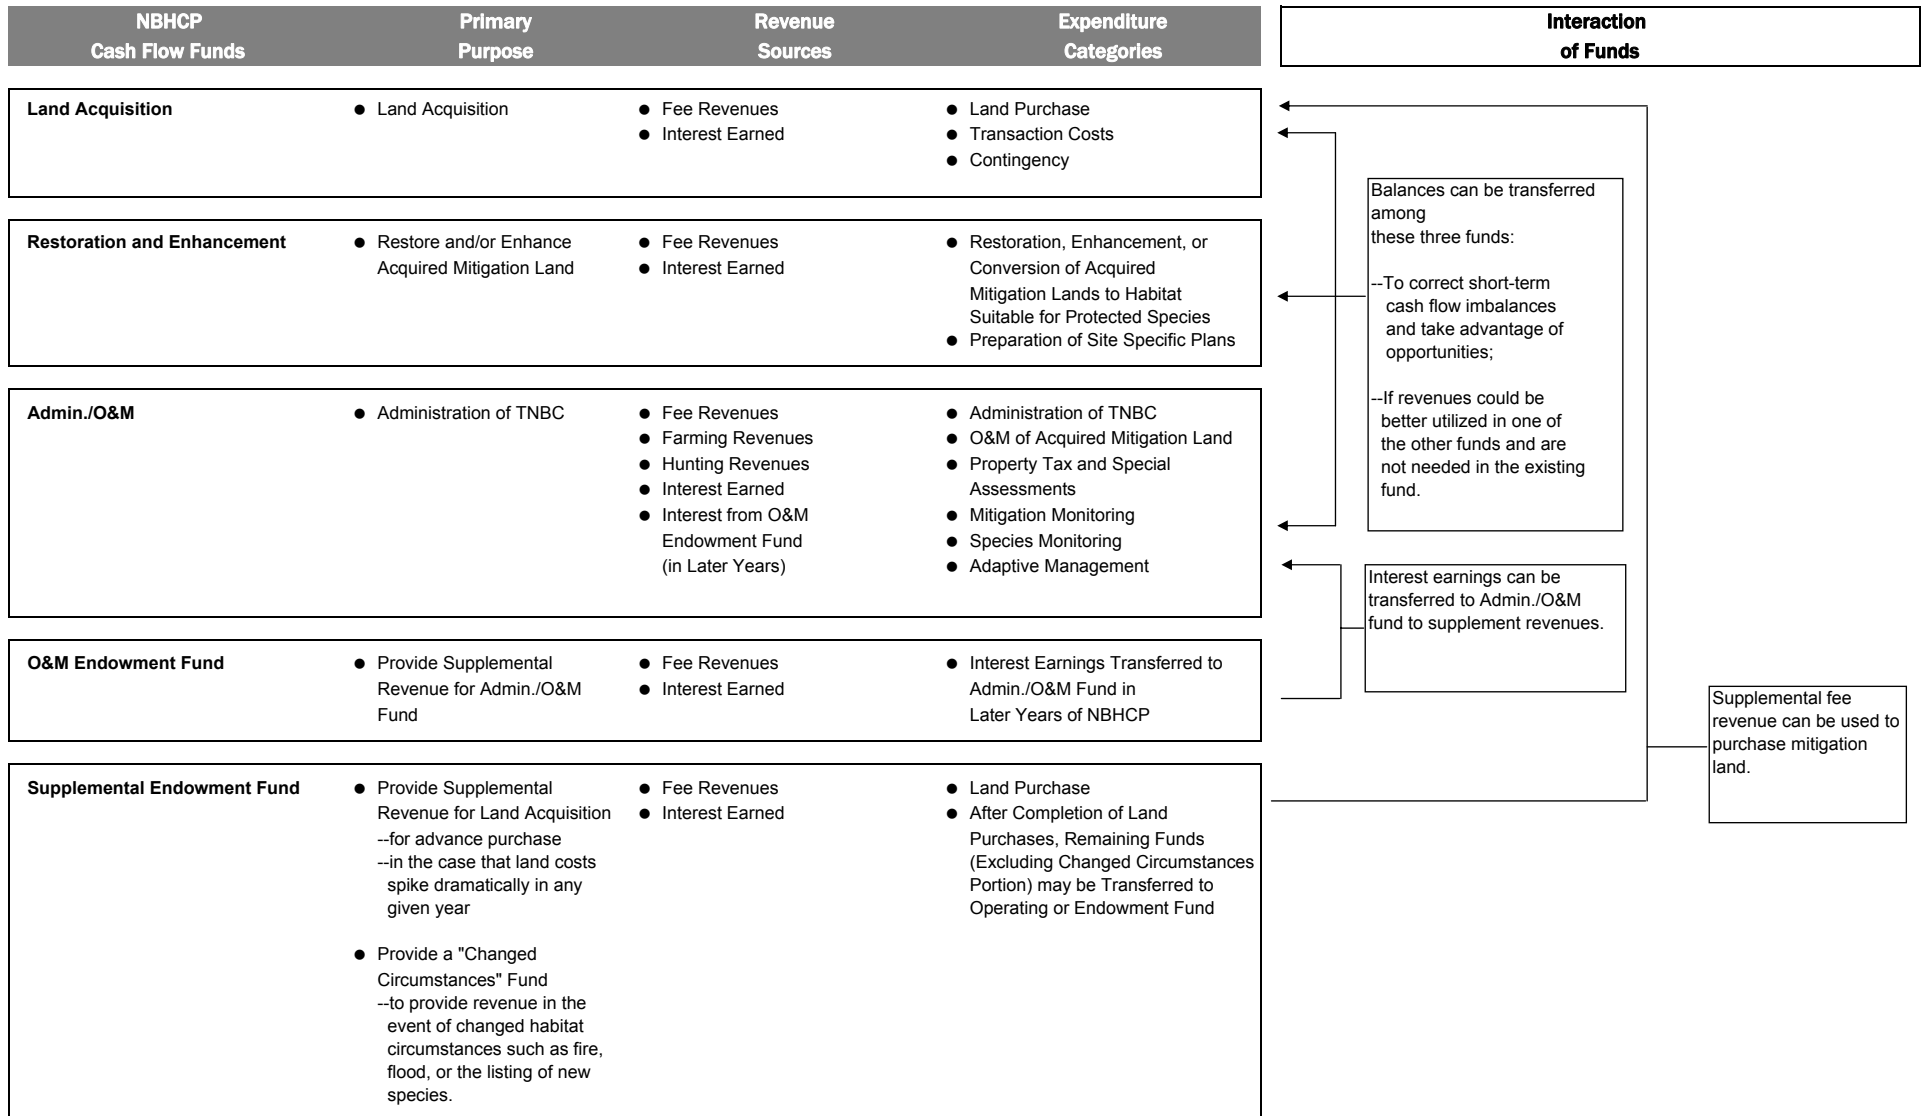 NBHCP
Cash Flow Funds
Primary
Purpose
Revenue
Sources
Expenditure
Categories
Interaction
of Funds
Land Acquisition
● Land Acquisition
● Fee Revenues
● Interest Earned
● Land Purchase
● Transaction Costs
● Contingency
Restoration and Enhancement
● Restore and/or Enhance
Acquired Mitigation Land
● Fee Revenues
● Interest Earned
● Restoration, Enhancement, or
Conversion of Acquired
Mitigation Lands to Habitat
Suitable for Protected Species
● Preparation of Site Specific Plans
Admin./O&M
● Administration of TNBC
● Fee Revenues
● Farming Revenues
● Hunting Revenues
● Interest Earned
● Interest from O&M
Endowment Fund
(in Later Years)
● Administration of TNBC
● O&M of Acquired Mitigation Land
● Property Tax and Special
Assessments
● Mitigation Monitoring
● Species Monitoring
● Adaptive Management
O&M Endowment Fund
● Provide Supplemental
Revenue for Admin./O&M
Fund
● Fee Revenues
● Interest Earned
● Interest Earnings Transferred to
Admin./O&M Fund in
Later Years of NBHCP
Supplemental Endowment Fund
● Provide Supplemental
Revenue for Land Acquisition
--for advance purchase
--in the case that land costs
spike dramatically in any
given year
● Provide a "Changed
Circumstances" Fund
--to provide revenue in the
event of changed habitat
circumstances such as fire,
flood, or the listing of new
species.
● Fee Revenues
● Interest Earned
● Land Purchase
● After Completion of Land
Purchases, Remaining Funds
(Excluding Changed Circumstances
Portion) may be Transferred to
Operating or Endowment Fund
Balances can be transferred
among
these three funds:
--To correct short-term
cash flow imbalances
and take advantage of
opportunities;
--If revenues could be
better utilized in one of
the other funds and are
not needed in the existing
fund.
Interest earnings can be
transferred to Admin./O&M
fund to supplement revenues.
Supplemental fee
revenue can be used to
purchase mitigation
land.